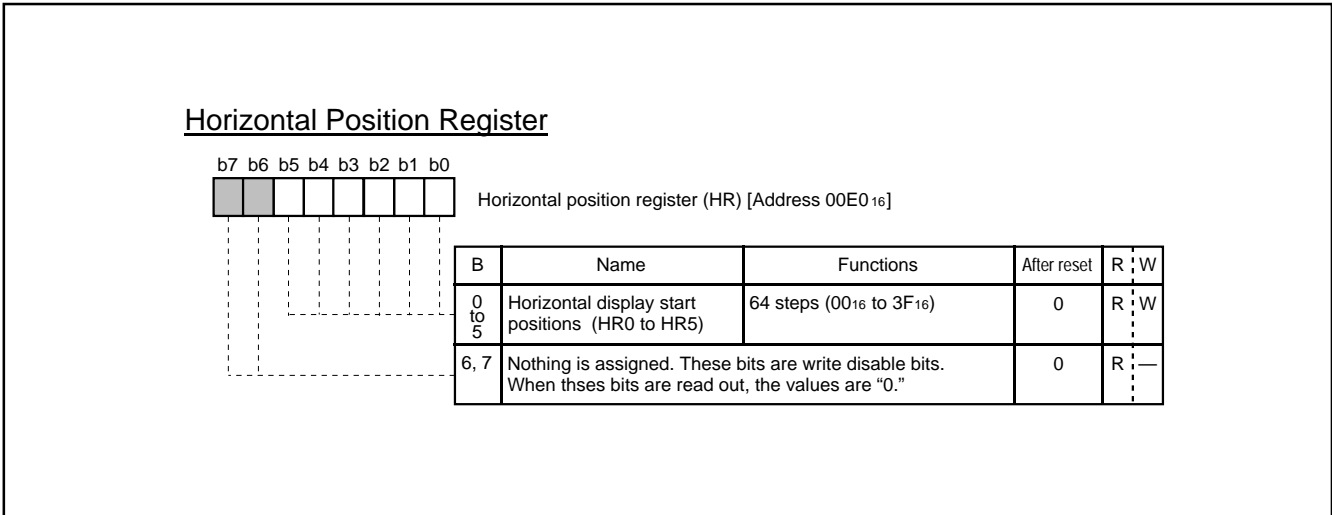 Horizontal Position Register
b7 b6 b5 b4 b3 b2 b1 b0
Horizontal position register (HR) [Address 00E016]
B Name Functions After reset R W
0 to 5 Horizontal display start positions (HR0 to HR5) 64 steps (0016 to 3F16) 0 R W
6, 7 Nothing is assigned. These bits are write disable bits. 0 R —
When thses bits are read out, the values are “0.”